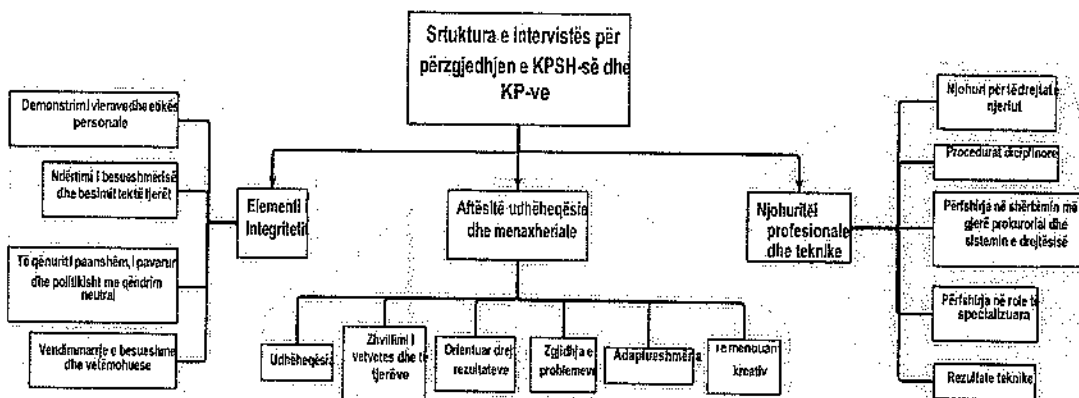 Srtuktura e intervistës për
përzgjedhjen e KPSH-së dhe
KP-ve
Demonstrimi vlerave dhe etikës
personale
Ndërtimi i besueshmërisë
dhe besimit tek të tjerët
Të qënurit i paanshëm, i pavarur
dhe politikisht me qëndrim
neutral
Vendimmarrje e besueshme
dhe vetëmohuese
Elementi i
Integritetit
Aftësitë udhëheqësie
dhe menaxheriale
Udhëheqësia
Zhvillimi i
vetvetes dhe të
tjerëve
Orientuar drejt
rezultateve
Zgjidhja e
problemeve
Adaptueshmëria
Të menduarit
kreativ
Njohuritë
profesionale
dhe teknike
Njohuri për të drejtat e
njeriut
Procedurat diciplinore
Përfshirja në shërbimin më
gjerë prokurorial dhe
sistemin e drejtësisë
Përfshirja në role të
specializuara
Rezultate teknike